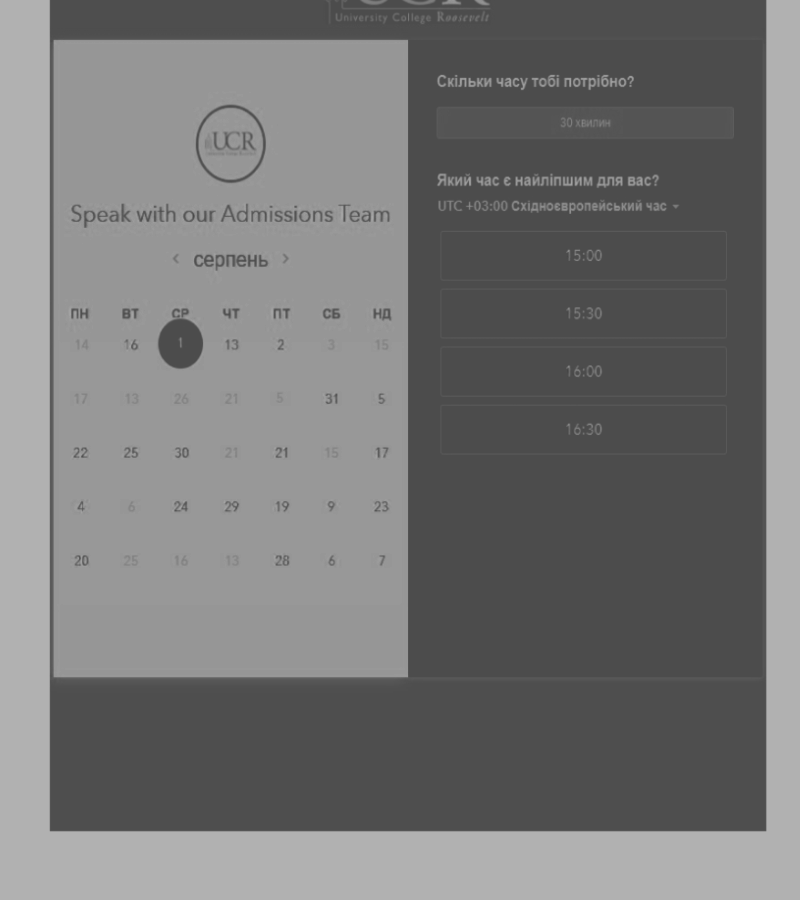 UCR
University College Roosevelt
UCR
Speak with our Admissions Team
‹ серпень ›
ПН ВТ СР ЧТ ПТ СБ НД
14 16 1 13 2 3 15
17 13 26 21 5 31 5
22 25 30 21 21 15 17
4 6 24 29 19 9 23
20 25 16 13 28 6 7
Скільки часу тобі потрібно?
30 хвилин
Який час є найліпшим для вас?
UTC +03:00 Східноєвропейський час
15:00
15:30
16:00
16:30